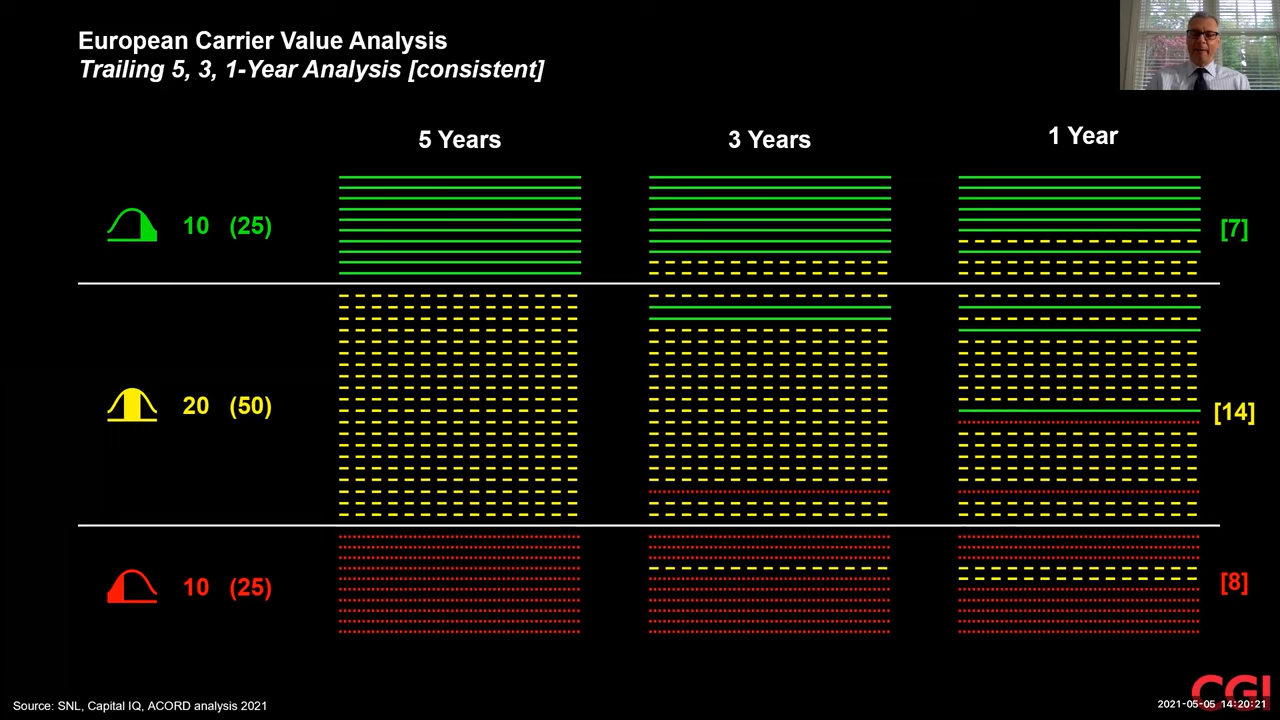 European Carrier Value Analysis
Trailing 5, 3, 1-Year Analysis [consistent]
5 Years
3 Years
1 Year
10 (25)
[7]
20 (50)
[14]
10 (25)
[8]
CGI
Source: SNL, Capital IQ, ACORD analysis 2021
2021-05-05 14:20:21